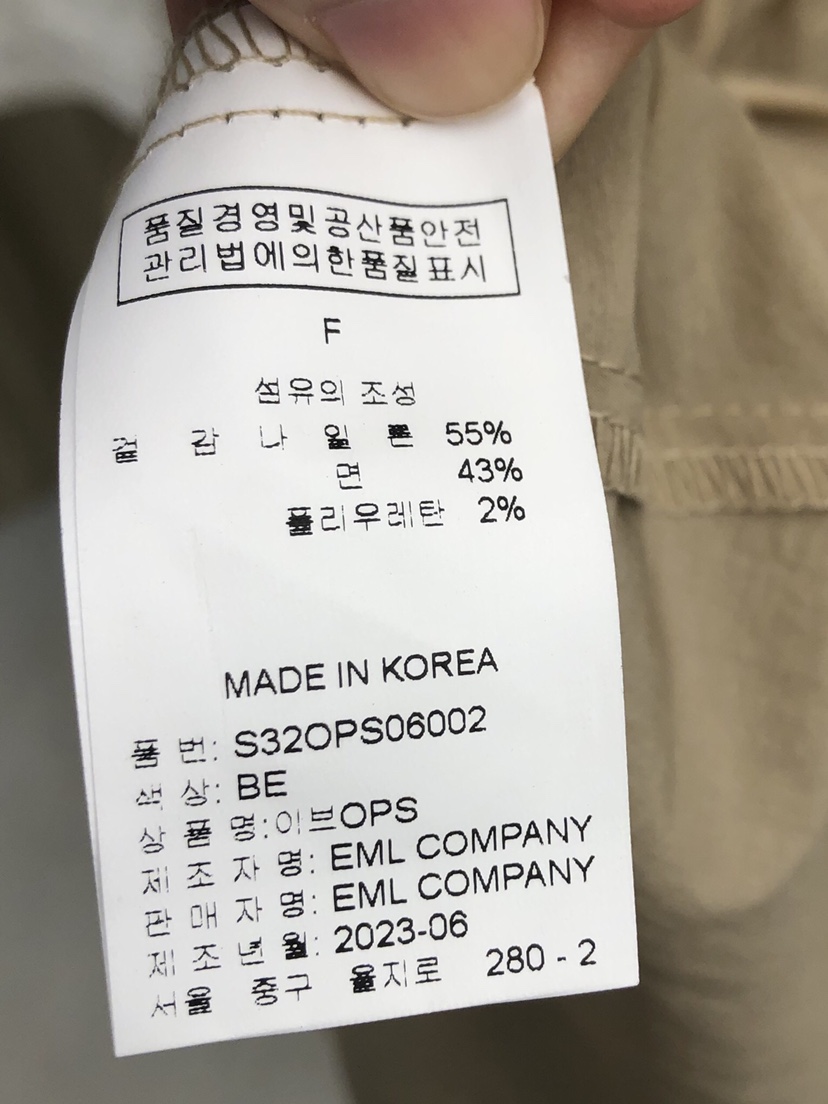 품질경영및공산품안전
관리법에의한품질표시
F
섬유의 조성
겉 감 나 일 론 55%
면 43%
폴리우레탄 2%
MADE IN KOREA
품 번: S32OPS06002
색 상: BE
상 품 명:이브OPS
제 조 자 명: EML COMPANY
판 매 자 명: EML COMPANY
제 조 년 월: 2023-06
서울 중구 을지로 280 - 2